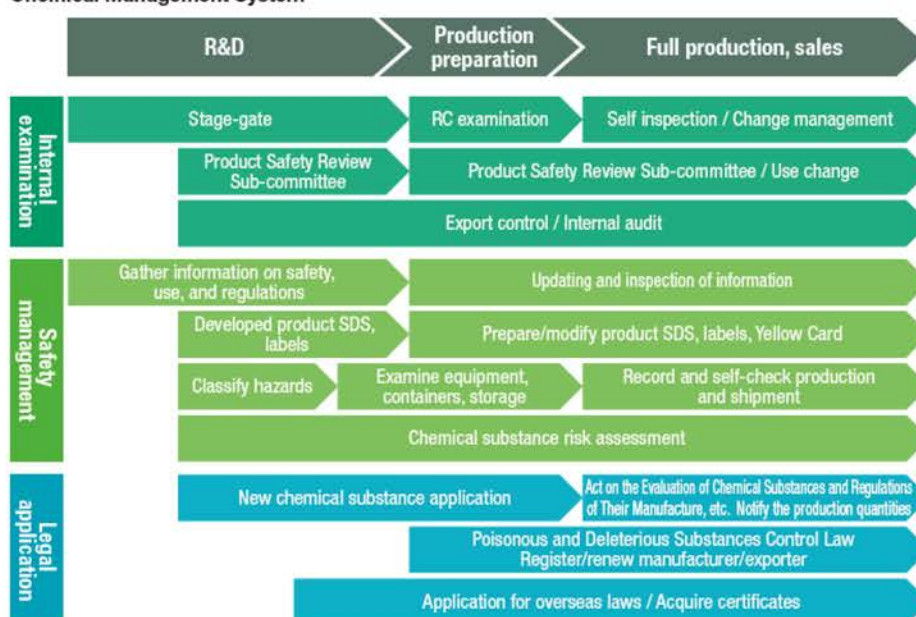 Chemical Management System
R&D
Production
preparation
Full production, sales
Internal
examination
Stage-gate
RC examination
Self inspection / Change management
Product Safety Review
Sub-committee
Product Safety Review Sub-committee / Use change
Export control / Internal audit
Safety
management
Gather information on safety,
use, and regulations
Updating and inspection of information
Developed product SDS,
labels
Prepare/modify product SDS, labels, Yellow Card
Classify hazards
Examine equipment,
containers, storage
Record and self-check production
and shipment
Chemical substance risk assessment
Legal
application
New chemical substance application
Act on the Evaluation of Chemical Substances and Regulations
of Their Manufacture, etc. Notify the production quantities
Poisonous and Deleterious Substances Control Law
Register/renew manufacturer/exporter
Application for overseas laws / Acquire certificates